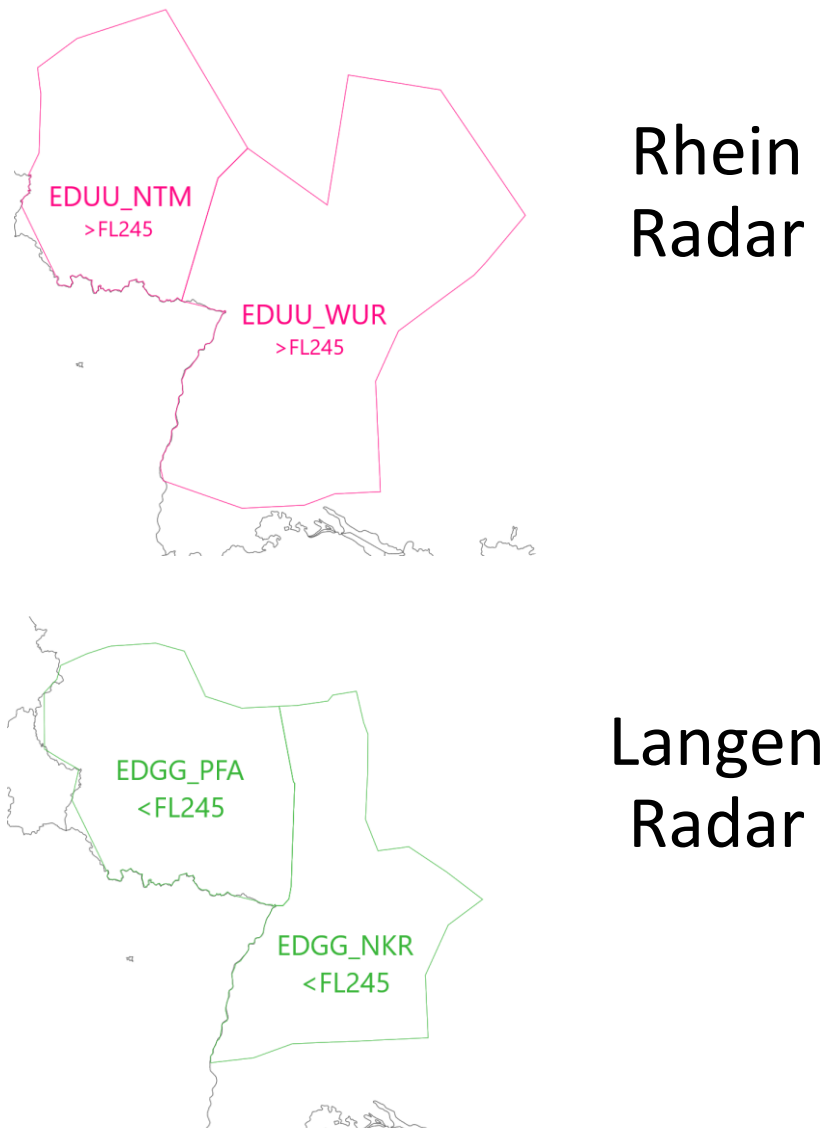 Rhein
Radar
EDUU_NTM
>FL245
EDUU_WUR
>FL245
Langen
Radar
EDGG_PFA
<FL245
EDGG_NKR
<FL245